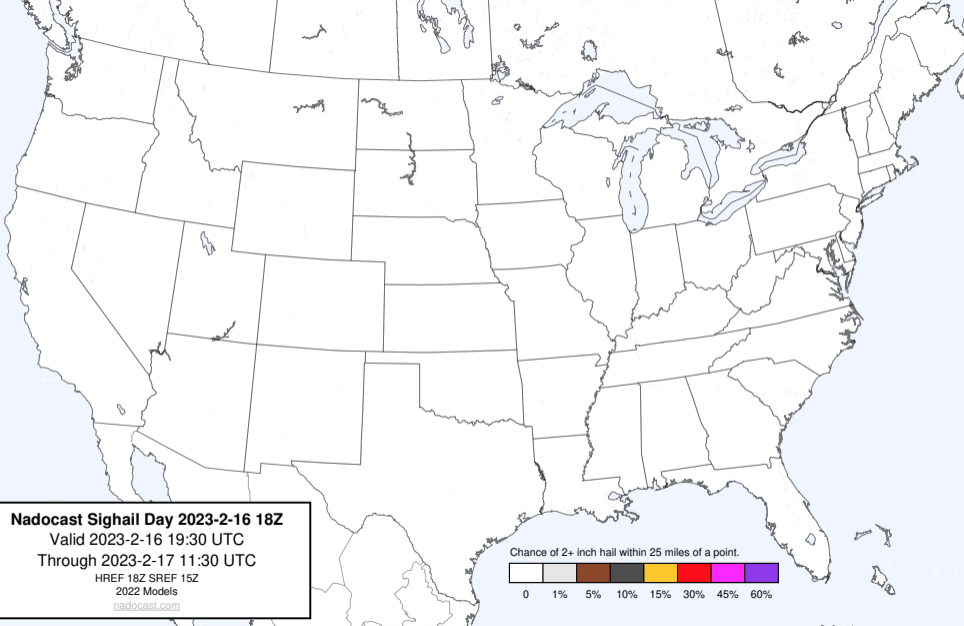 Nadocast Sighail Day 2023-2-16 18Z
Valid 2023-2-16 19:30 UTC
Through 2023-2-17 11:30 UTC
HREF 18Z SREF 15Z
2022 Models
nadocast.com
Chance of 2+ inch hail within 25 miles of a point.
0 1% 5% 10% 15% 30% 45% 60%